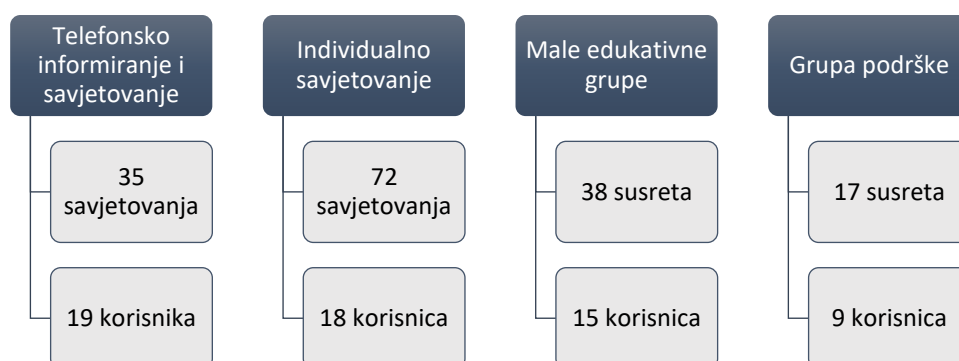 Telefonsko
informiranje i
savjetovanje
35
savjetovanja
19 korisnika
Individualno
savjetovanje
72
savjetovanja
18 korisnica
Male edukativne
grupe
38 susreta
15 korisnica
Grupa podrške
17 susreta
9 korisnica